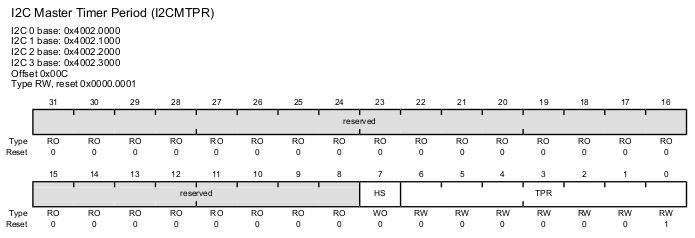 I2C Master Timer Period (I2CMTPR)
I2C 0 base: 0x4002.0000
I2C 1 base: 0x4002.1000
I2C 2 base: 0x4002.2000
I2C 3 base: 0x4002.3000
Offset 0x00C
Type RW, reset 0x0000.0001
31 30 29 28 27 26 25 24 23 22 21 20 19 18 17 16
reserved
Type RO RO RO RO RO RO RO RO RO RO RO RO RO RO RO RO
Reset 0 0 0 0 0 0 0 0 0 0 0 0 0 0 0 0
15 14 13 12 11 10 9 8 7 6 5 4 3 2 1 0
reserved HS TPR
Type RO RO RO RO RO RO RO RO WO RW RW RW RW RW RW RW
Reset 0 0 0 0 0 0 0 0 0 0 0 0 0 0 0 1